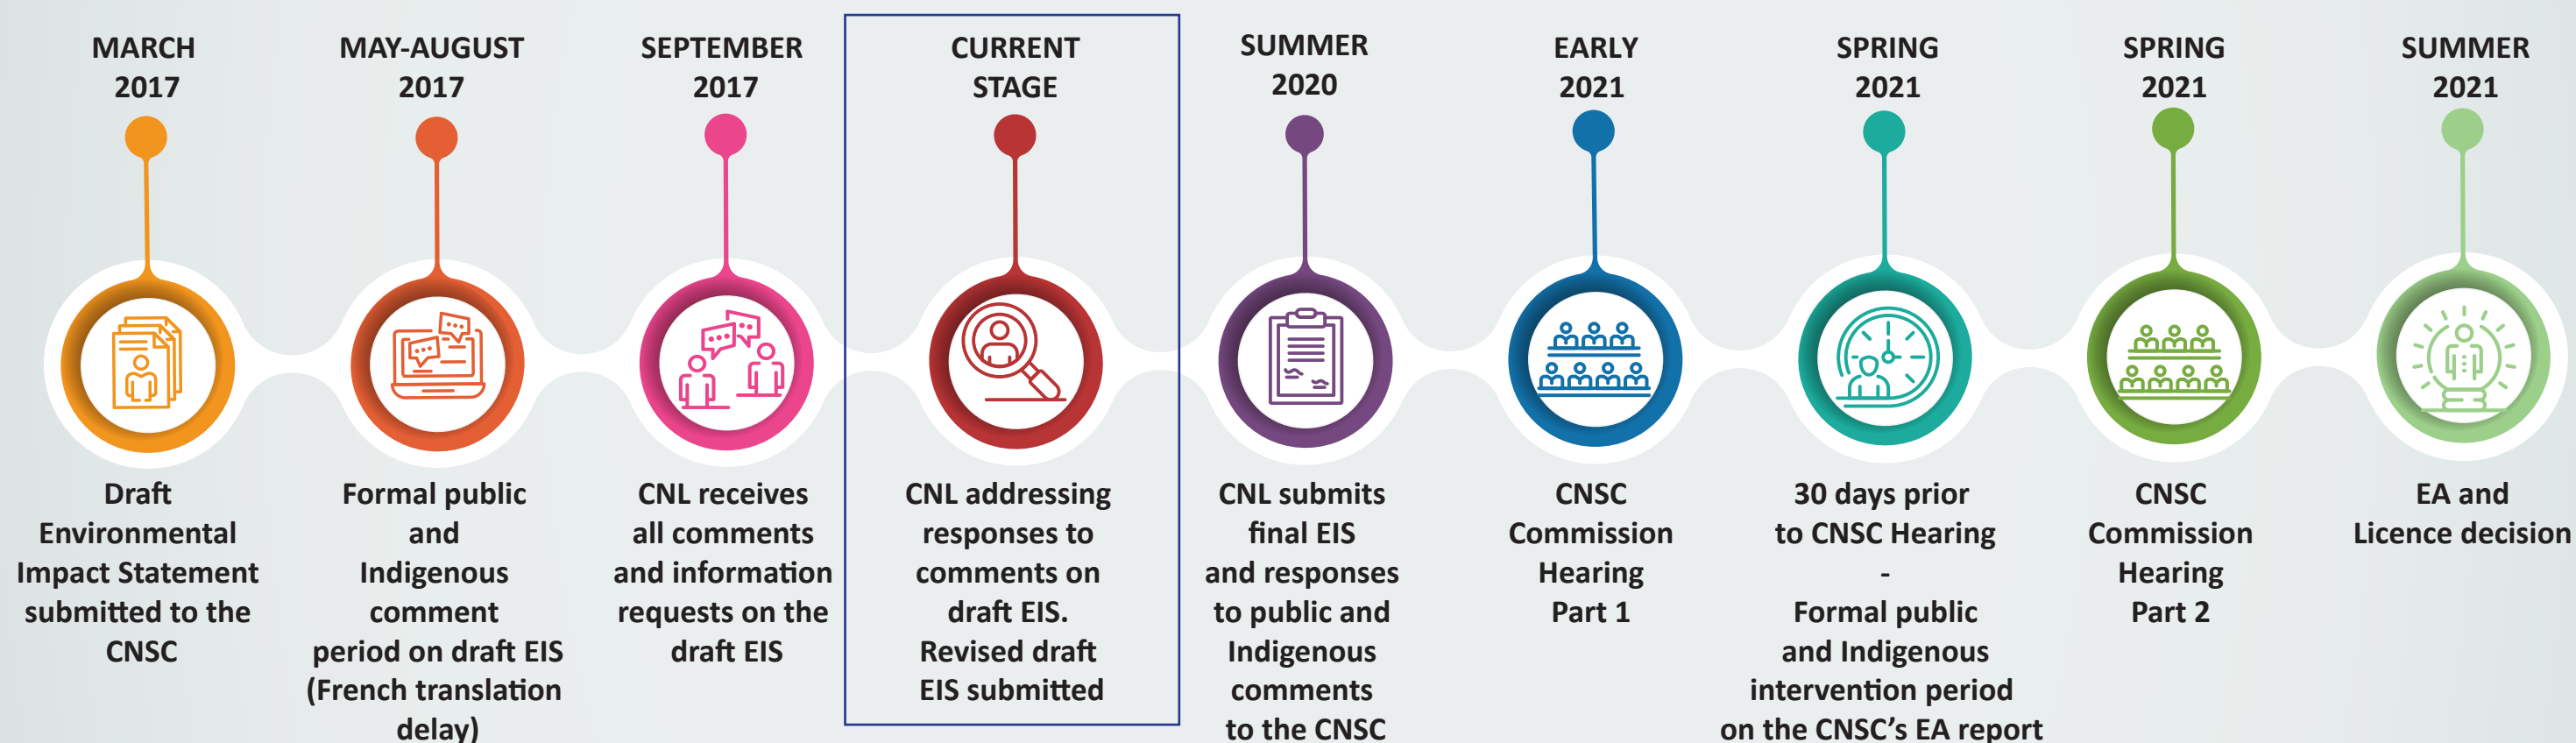 MARCH
2017
Draft
Environmental
Impact Statement
submitted to the
CNSC
MAY-AUGUST
2017
Formal public
and
Indigenous
comment
period on draft EIS
(French translation
delay)
SEPTEMBER
2017
CNL receives
all comments
and information
requests on the
draft EIS
CURRENT
STAGE
CNL addressing
responses to
comments on
draft EIS.
Revised draft
EIS submitted
SUMMER
2020
CNL submits
final EIS
and responses
to public and
Indigenous
comments
to the CNSC
EARLY
2021
CNSC
Commission
Hearing
Part 1
SPRING
2021
30 days prior
to CNSC Hearing
-
Formal public
and Indigenous
intervention period
on the CNSC’s EA report
SPRING
2021
CNSC
Commission
Hearing
Part 2
SUMMER
2021
EA and
Licence decision